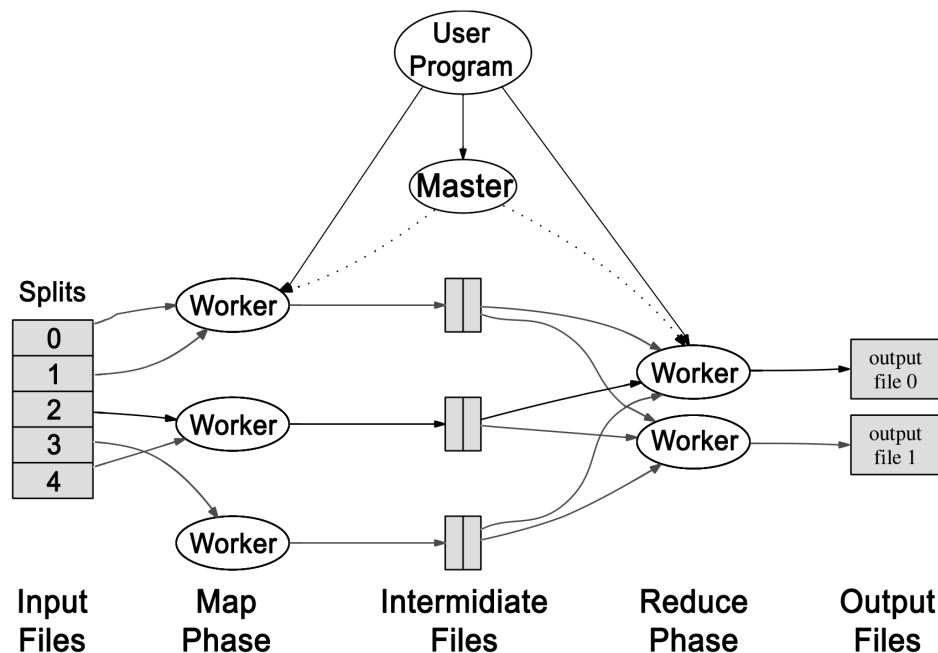 User
Program
Master
Splits
0
1
2
3
4
Worker
Worker
Worker
Worker
Worker
output
file 0
output
file 1
Input
Files
Map
Phase
Intermidiate
Files
Reduce
Phase
Output
Files